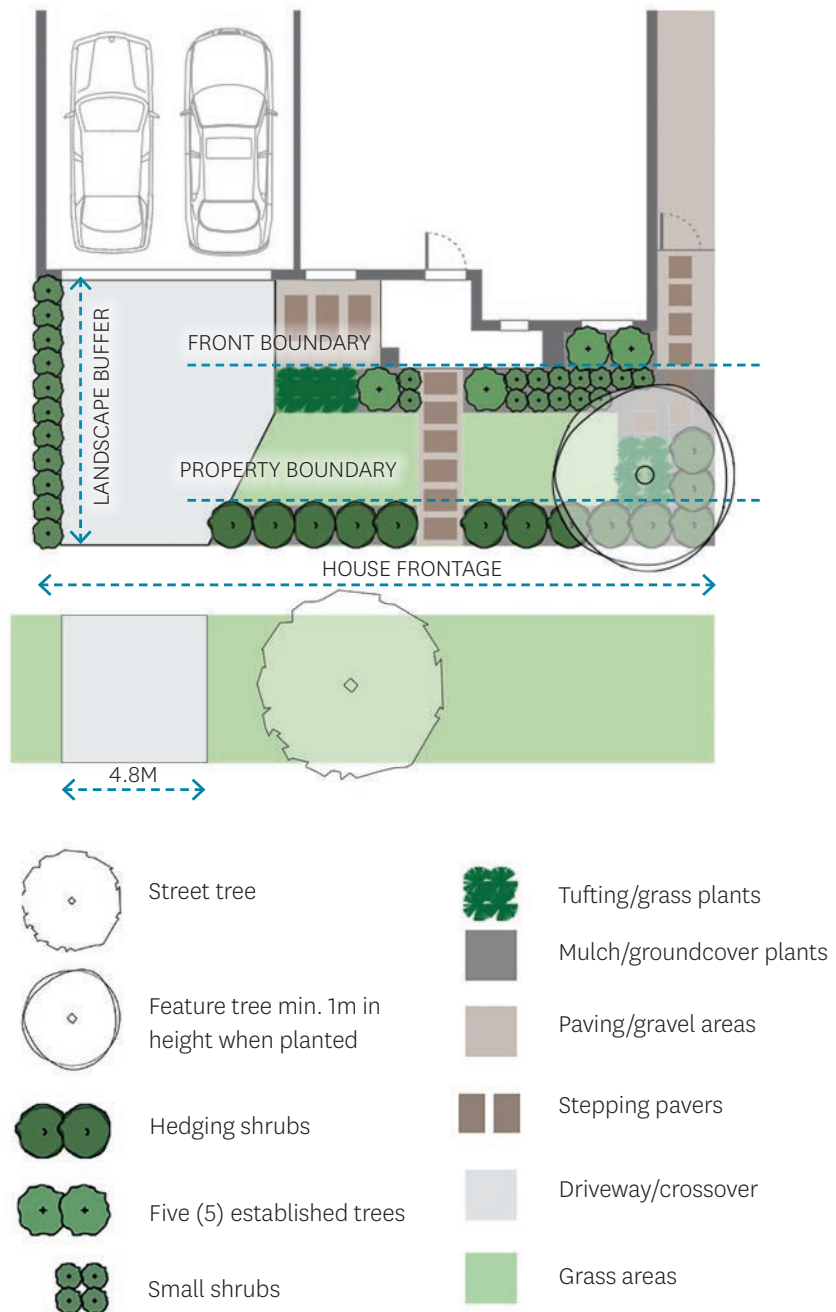 FRONT BOUNDARY
LANDSCAPE BUFFER
PROPERTY BOUNDARY
HOUSE FRONTAGE
4.8M
Street tree
Feature tree min. 1m in
height when planted
Hedging shrubs
Five (5) established trees
Small shrubs
Tufting/grass plants
Mulch/groundcover plants
Paving/gravel areas
Stepping pavers
Driveway/crossover
Grass areas